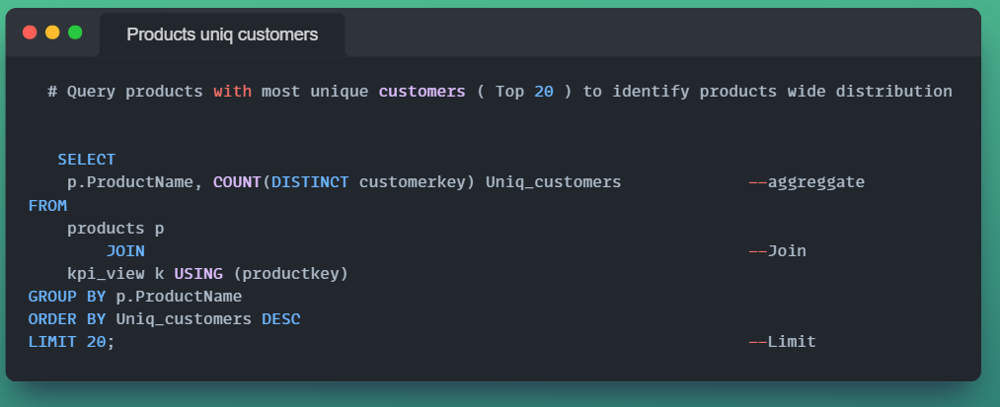 Products uniq customers
# Query products with most unique customers ( Top 20 ) to identify products wide distribution
SELECT
p.ProductName, COUNT(DISTINCT customerkey) Uniq_customers --aggreggate
FROM
products p
JOIN --Join
kpi_view k USING (productkey)
GROUP BY p.ProductName
ORDER BY Uniq_customers DESC
LIMIT 20; --Limit